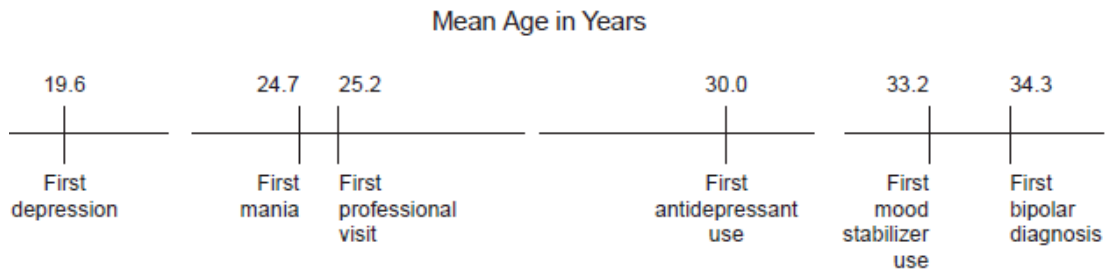 Mean Age in Years
19.6 24.7 25.2 30.0 33.2 34.3
First
depression
First
mania
First
professional
visit
First
antidepressant
use
First
mood
stabilizer
use
First
bipolar
diagnosis